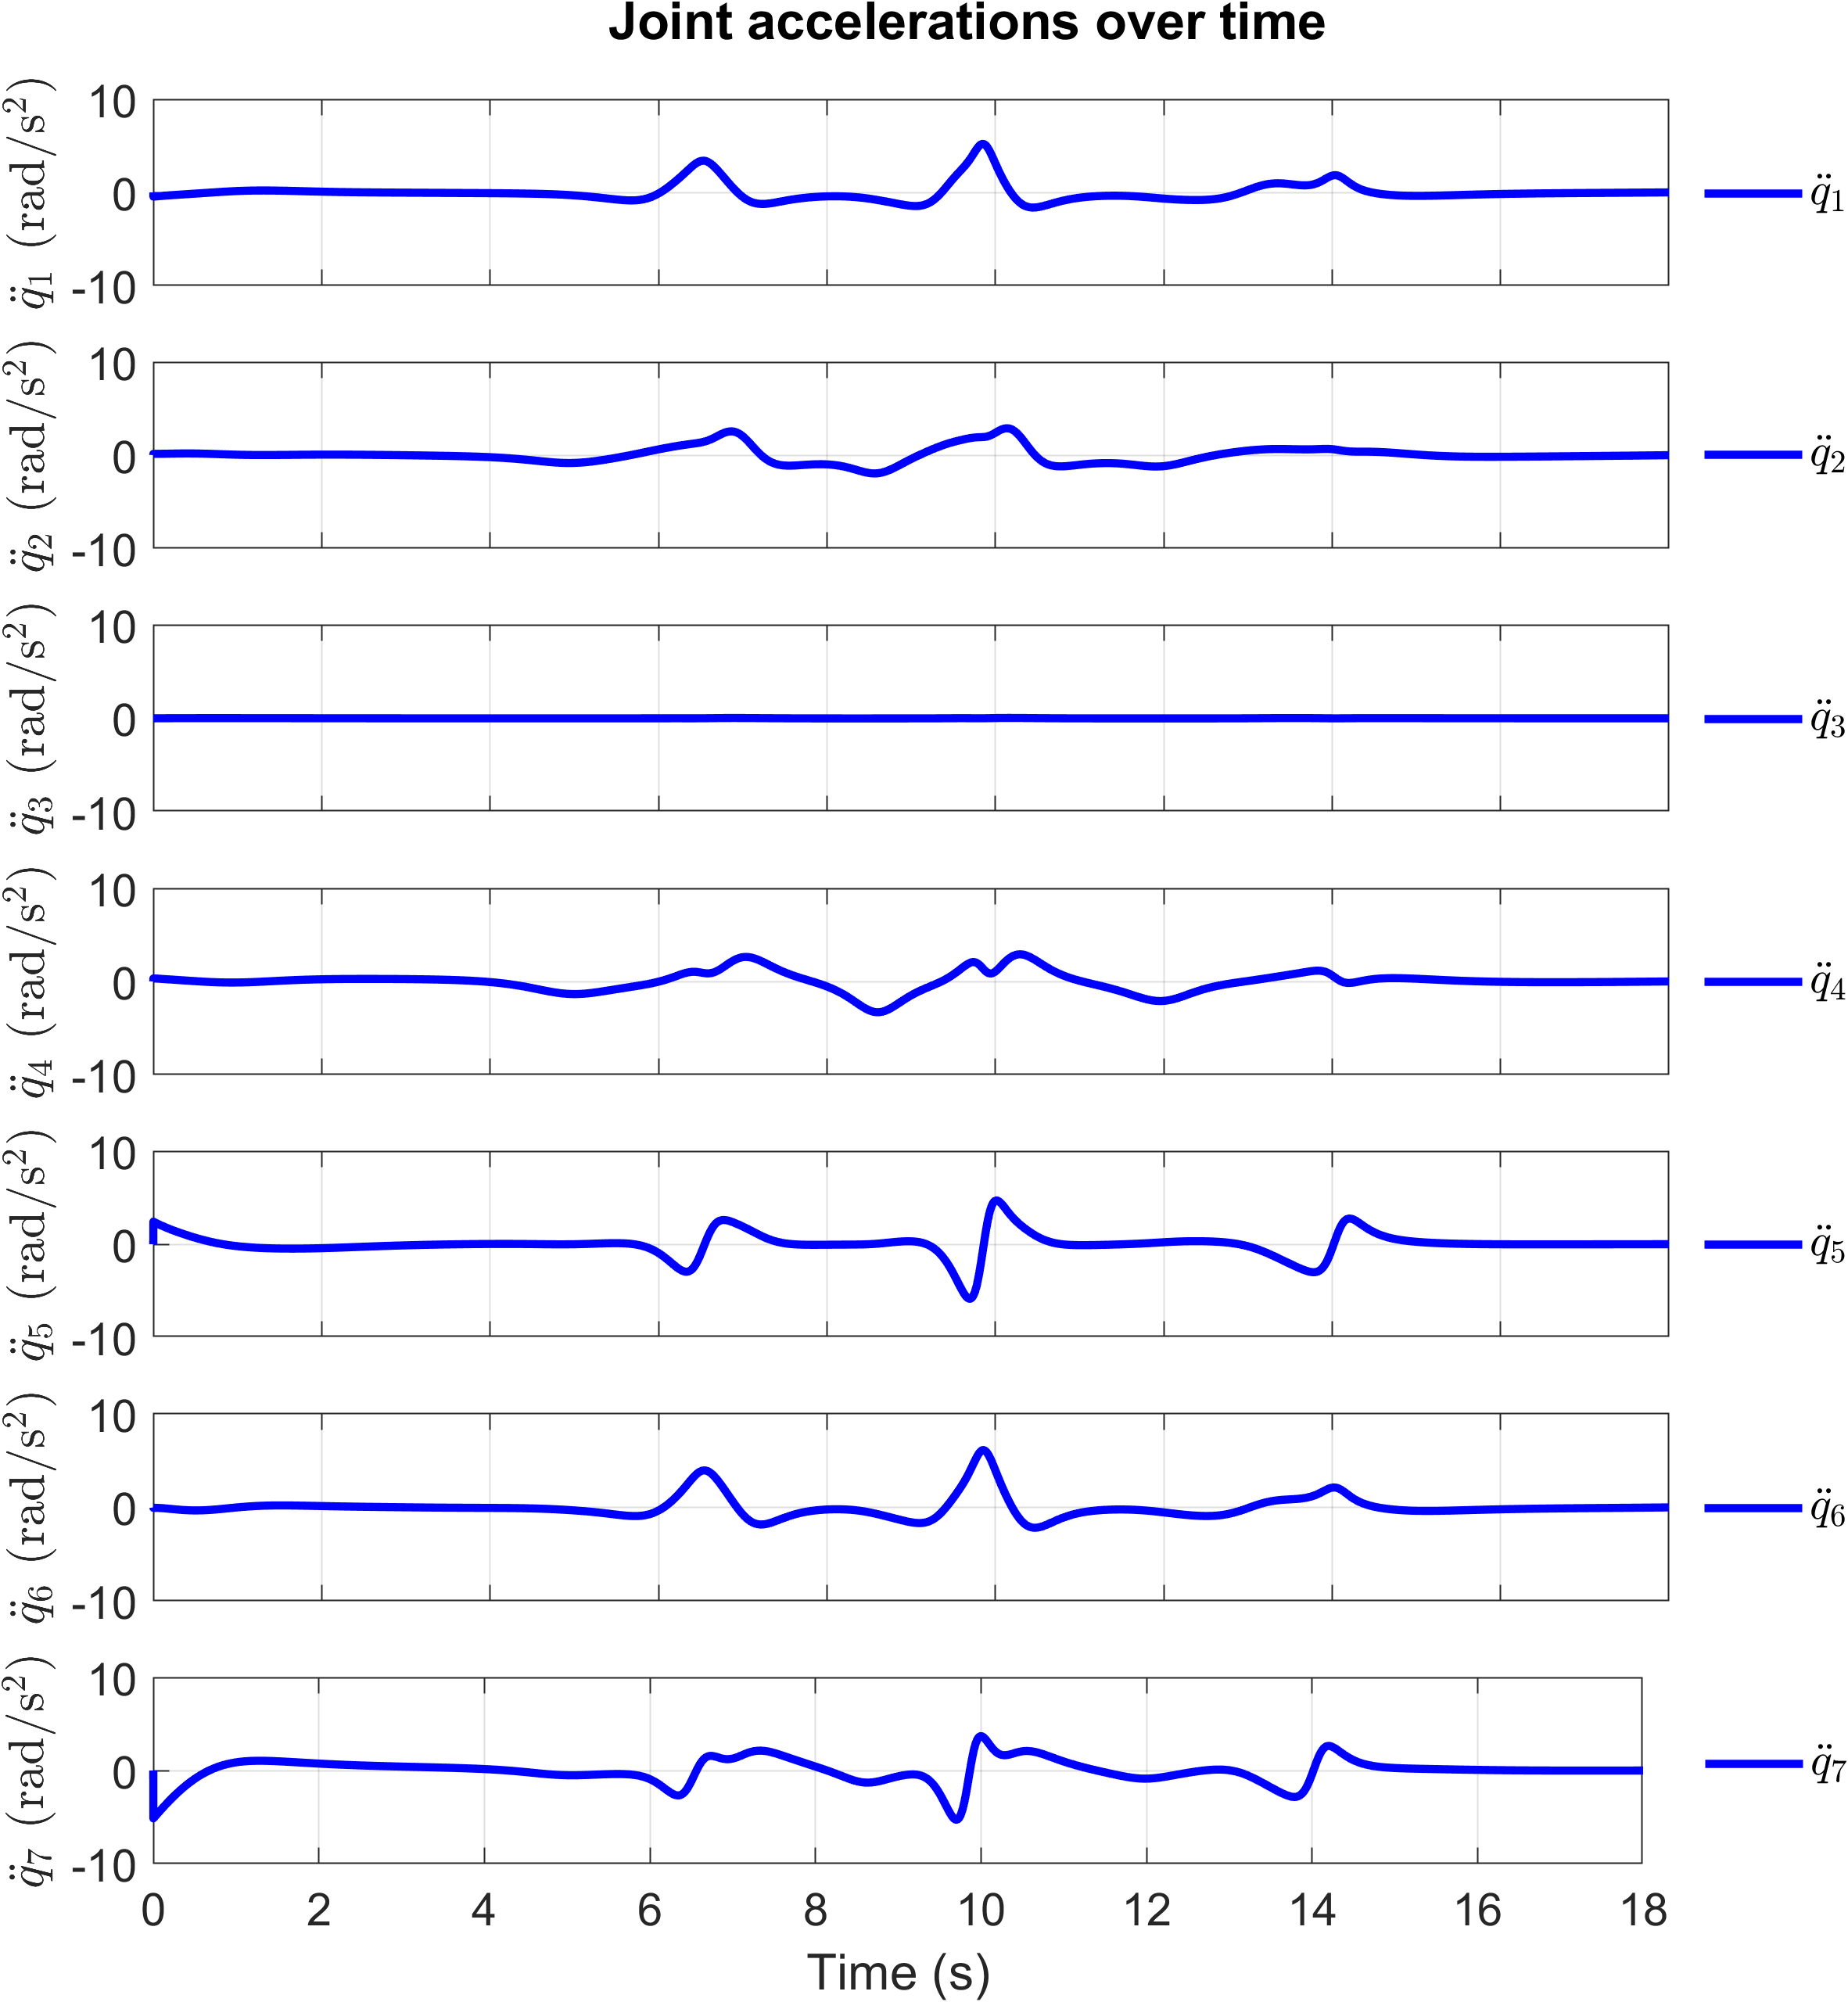 Joint accelerations over time
10
0
-10
q̈1 (rad/s²)
q̈1
10
0
-10
q̈2 (rad/s²)
q̈2
10
0
-10
q̈3 (rad/s²)
q̈3
10
0
-10
q̈4 (rad/s²)
q̈4
10
0
-10
q̈5 (rad/s²)
q̈5
10
0
-10
q̈6 (rad/s²)
q̈6
10
0
-10
q̈7 (rad/s²)
q̈7
0 2 4 6 8 10 12 14 16 18
Time (s)